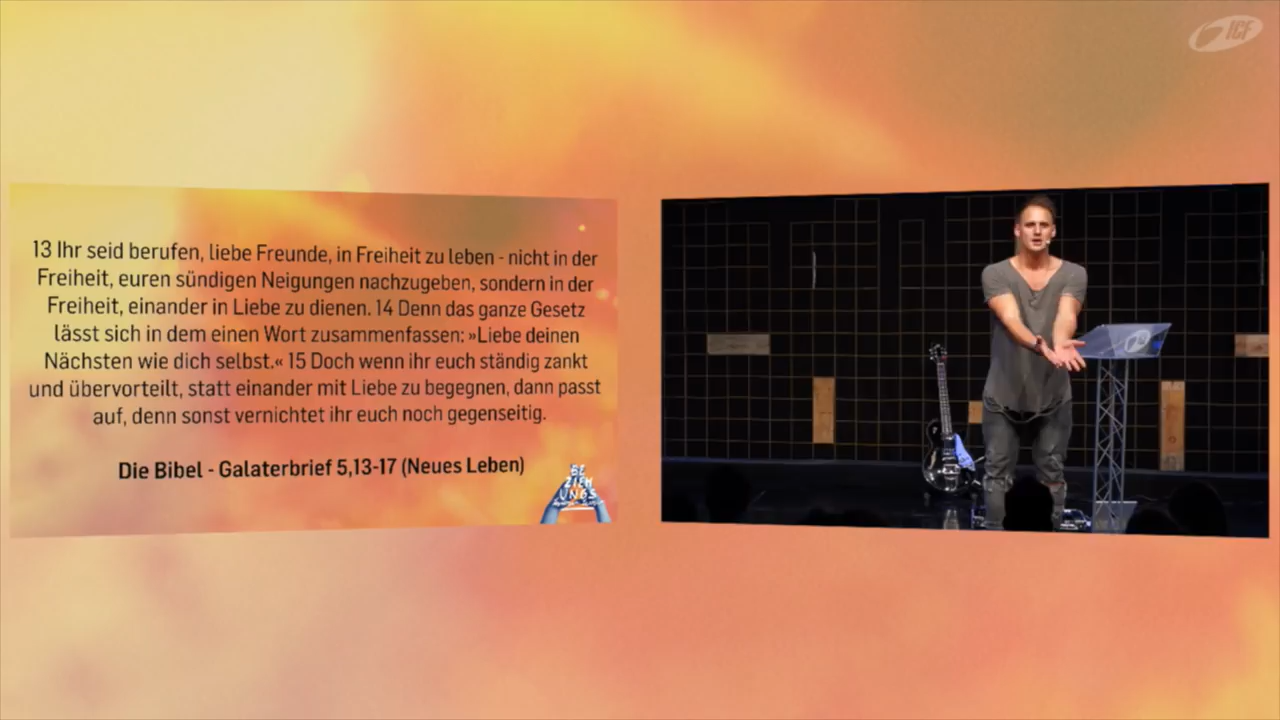 ICF
13 Ihr seid berufen, liebe Freunde, in Freiheit zu leben - nicht in der
Freiheit, euren sündigen Neigungen nachzugeben, sondern in der
Freiheit, einander in Liebe zu dienen. 14 Denn das ganze Gesetz
lässt sich in dem einen Wort zusammenfassen: »Liebe deinen
Nächsten wie dich selbst.« 15 Doch wenn ihr euch ständig zankt
und übervorteilt, statt einander mit Liebe zu begegnen, dann passt
auf, denn sonst vernichtet ihr euch noch gegenseitig.
Die Bibel - Galaterbrief 5,13-17 (Neues Leben)
BE
ZIEH
UNGS